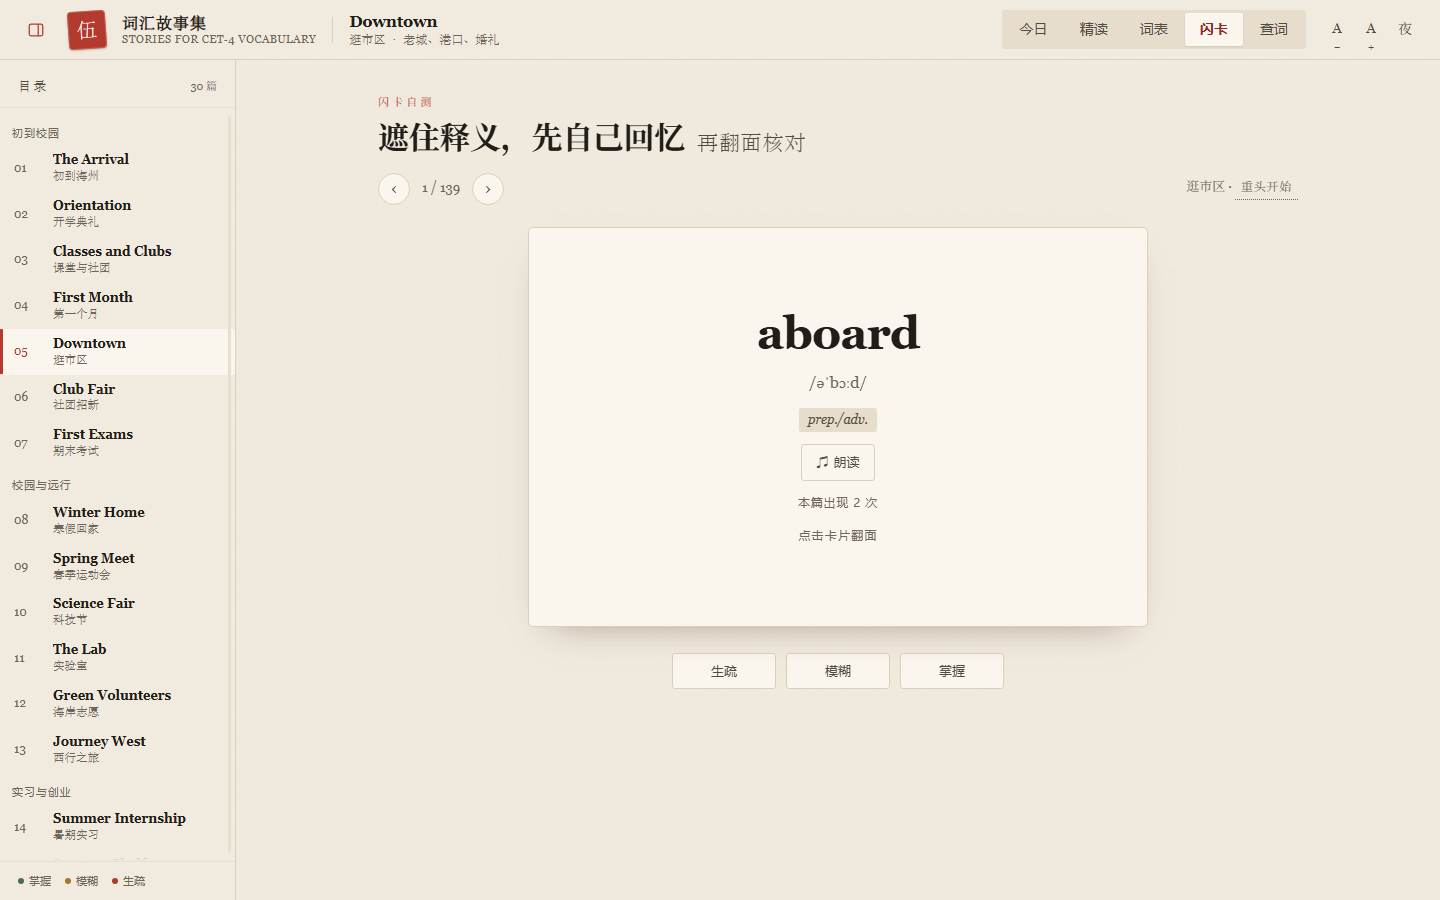 伍
词汇故事集
STORIES FOR CET-4 VOCABULARY
Downtown
逛市区 · 老城、港口、婚礼
今日
精读
词表
闪卡
查词
A
−
A
+
夜
目录
30 篇
初到校园
01
The Arrival
初到海州
02
Orientation
开学典礼
03
Classes and Clubs
课堂与社团
04
First Month
第一个月
05
Downtown
逛市区
06
Club Fair
社团招新
07
First Exams
期末考试
校园与远行
08
Winter Home
寒假回家
09
Spring Meet
春季运动会
10
Science Fair
科技节
11
The Lab
实验室
12
Green Volunteers
海岸志愿
13
Journey West
西行之旅
实习与创业
14
Summer Internship
暑期实习
掌握
模糊
生疏
闪卡自测
遮住释义，先自己回忆 再翻面核对
‹ 1 / 139 ›
逛市区 · 重头开始
aboard
/əˈbɔːd/
prep./adv.
♫ 朗读
本篇出现 2 次
点击卡片翻面
生疏
模糊
掌握